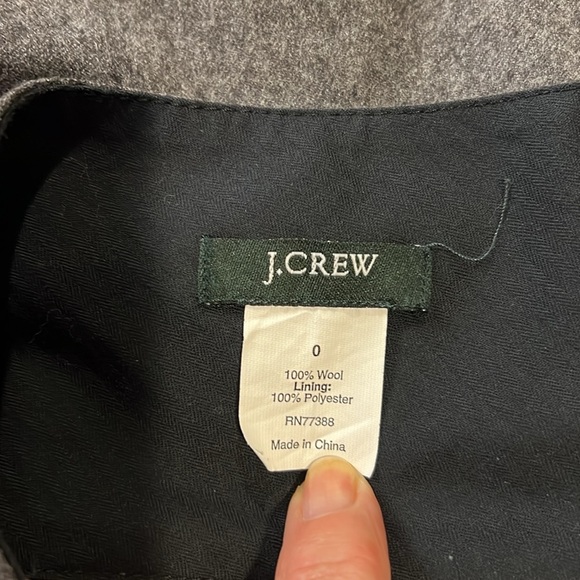 J.CREW
0
100% Wool
Lining:
100% Polyester
RN77388
Made in China